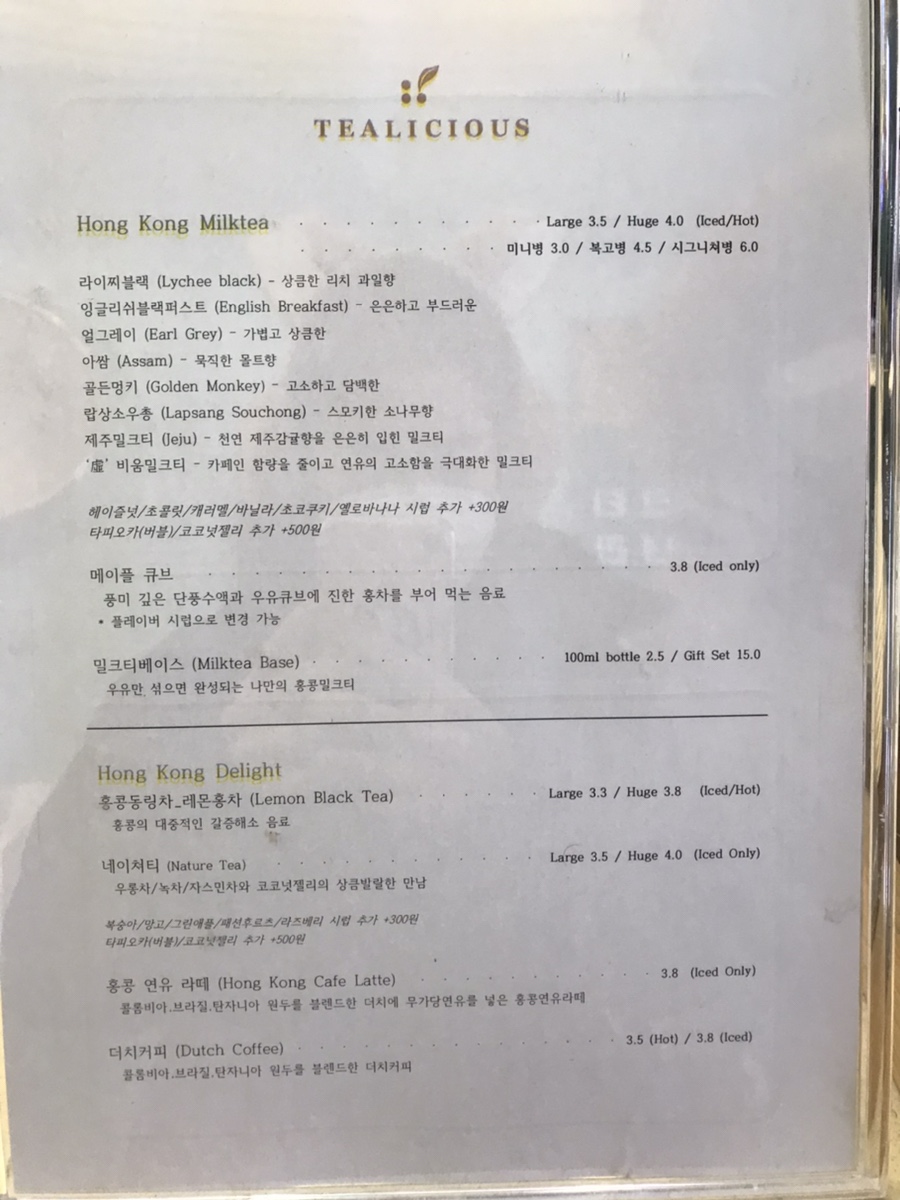 TEALICIOUS
Hong Kong Milktea · · · · · · · · · · · Large 3.5 / Huge 4.0 (Iced/Hot)
· · · · · · · · · 미니병 3.0 / 복고병 4.5 / 시그니쳐병 6.0
라이찌블랙 (Lychee black) - 상큼한 리치 과일향
잉글리쉬블랙퍼스트 (English Breakfast) - 은은하고 부드러운
얼그레이 (Earl Grey) - 가볍고 상큼한
아쌈 (Assam) - 묵직한 몰트향
골든멍키 (Golden Monkey) - 고소하고 담백한
랍상소우총 (Lapsang Souchong) - 스모키한 소나무향
제주밀크티 (Jeju) - 천연 제주감귤향을 은은히 입힌 밀크티
'虛' 비움밀크티 - 카페인 함량을 줄이고 연유의 고소함을 극대화한 밀크티
헤이즐넛/초콜릿/캐러멜/바닐라/초코쿠키/옐로바나나 시럽 추가 +300원
타피오카(버블)/코코넛젤리 추가 +500원
메이플 큐브 · · · · · · · · · · · · · · · · · 3.8 (Iced only)
풍미 깊은 단풍수액과 우유큐브에 진한 홍차를 부어 먹는 음료
• 플레이버 시럽으로 변경 가능
밀크티베이스 (Milktea Base) · · · · · · · · · · · 100ml bottle 2.5 / Gift Set 15.0
우유만 섞으면 완성되는 나만의 홍콩밀크티
Hong Kong Delight
홍콩동림차_레몬홍차 (Lemon Black Tea) · · · · · · Large 3.3 / Huge 3.8 (Iced/Hot)
홍콩의 대중적인 갈증해소 음료
네이쳐티 (Nature Tea) · · · · · · · · · · · · Large 3.5 / Huge 4.0 (Iced Only)
우롱차/녹차/자스민차와 코코넛젤리의 상큼발랄한 만남
복숭아/망고/그린애플/패션후르츠/라즈베리 시럽 추가 +300원
타피오카(버블)/코코넛젤리 추가 +500원
홍콩 연유 라떼 (Hong Kong Cafe Latte) · · · · · · · · · · 3.8 (Iced Only)
콜롬비아.브라질.탄자니아 원두를 블렌드한 더치에 무가당연유를 넣은 홍콩연유라떼
더치커피 (Dutch Coffee) · · · · · · · · · · · · · · 3.5 (Hot) / 3.8 (Iced)
콜롬비아.브라질.탄자니아 원두를 블렌드한 더치커피